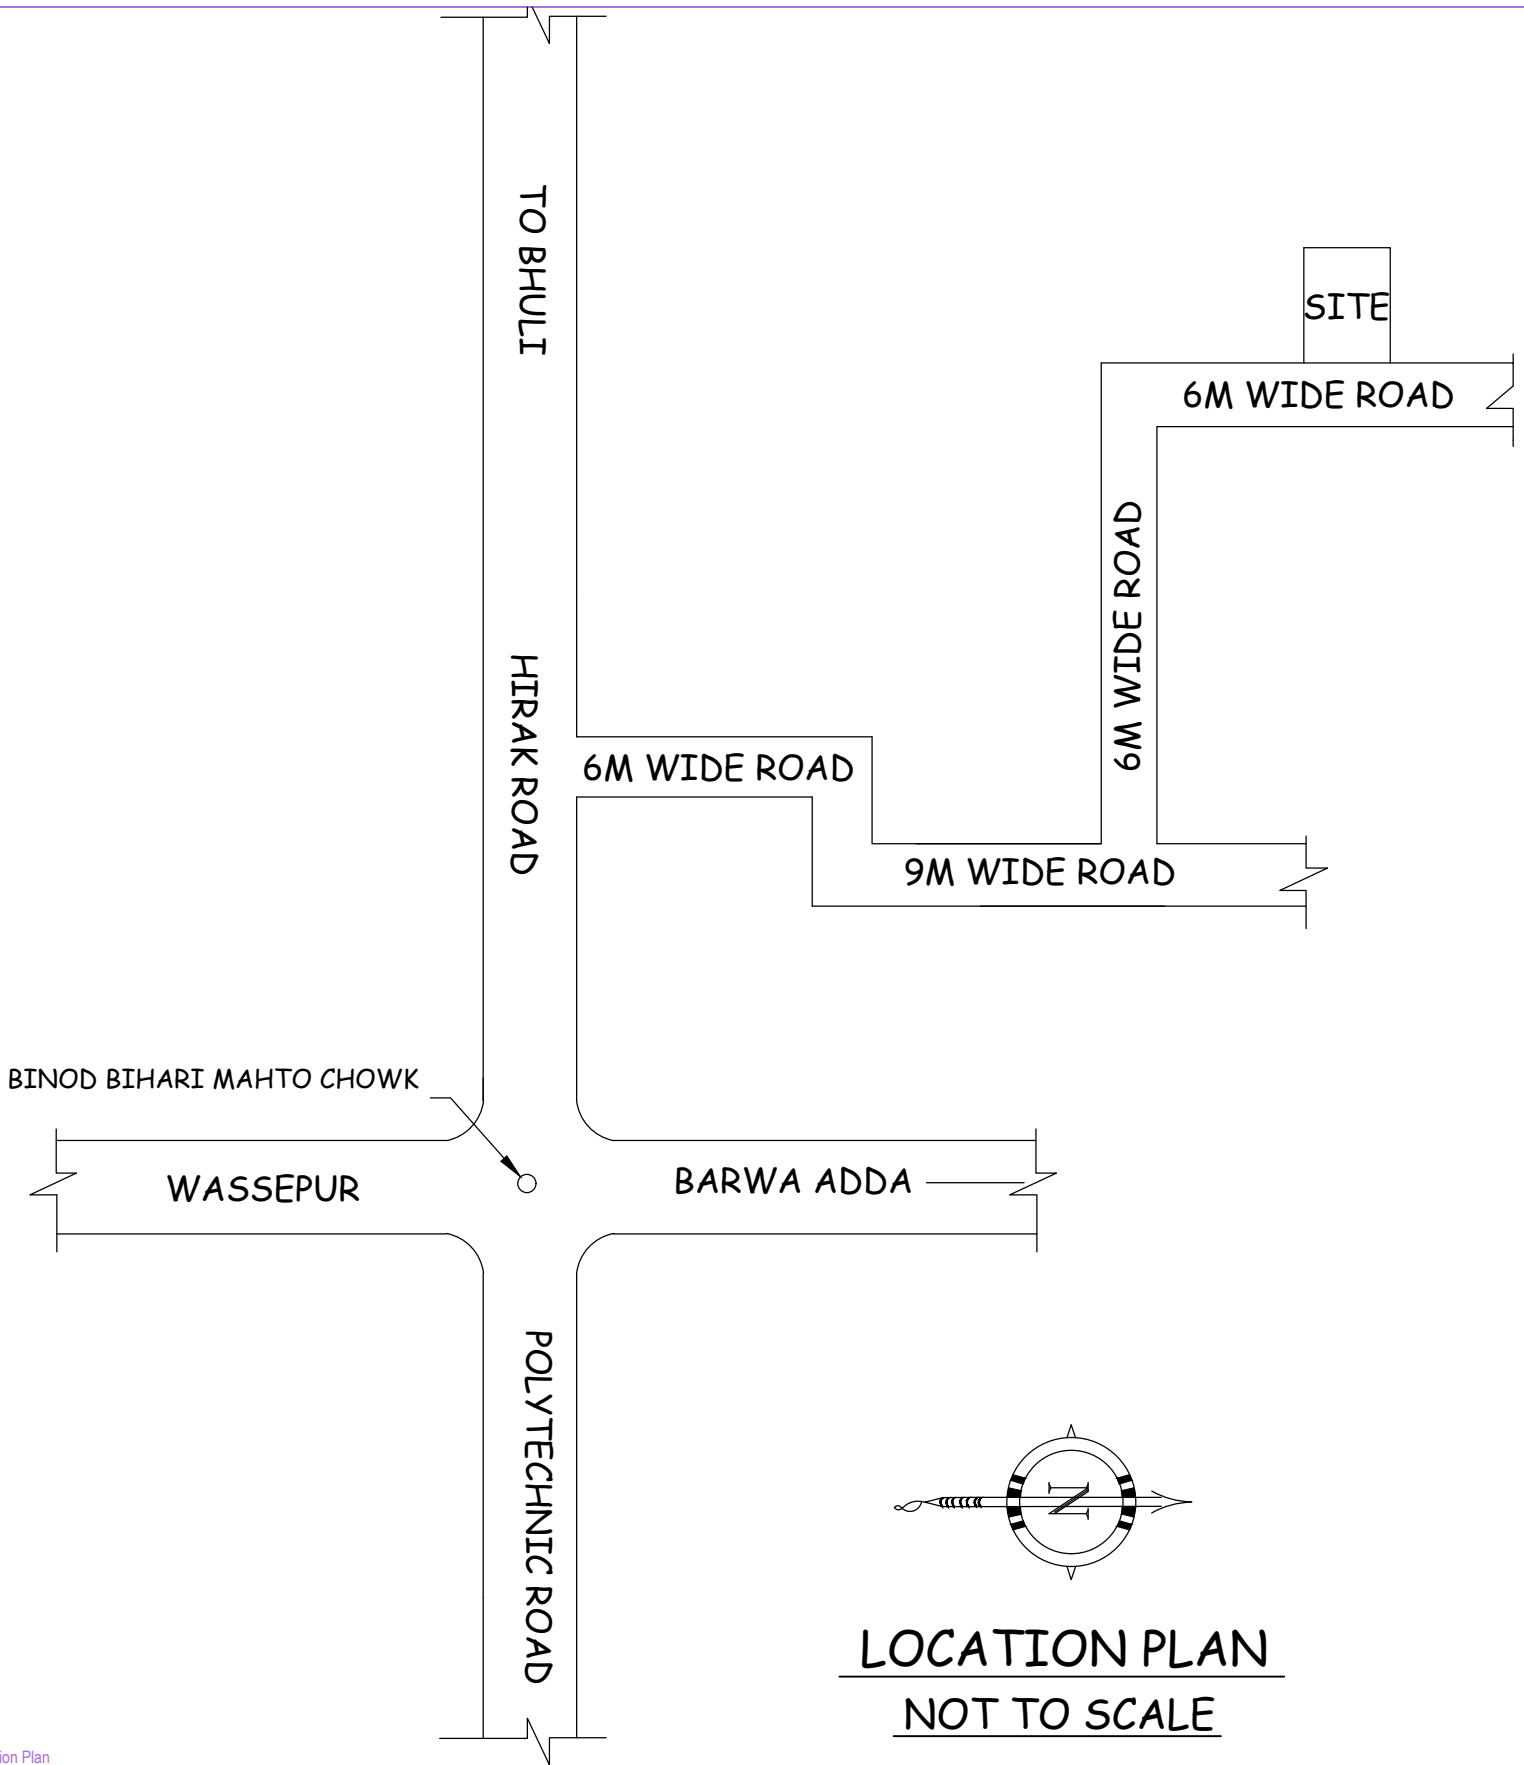 TO BHULI
SITE
6M WIDE ROAD
6M WIDE ROAD
HIRAK ROAD
6M WIDE ROAD
9M WIDE ROAD
BINOD BIHARI MAHTO CHOWK
WASSEPUR
BARWA ADDA
POLYTECHNIC ROAD
N
LOCATION PLAN
NOT TO SCALE
ion Plan